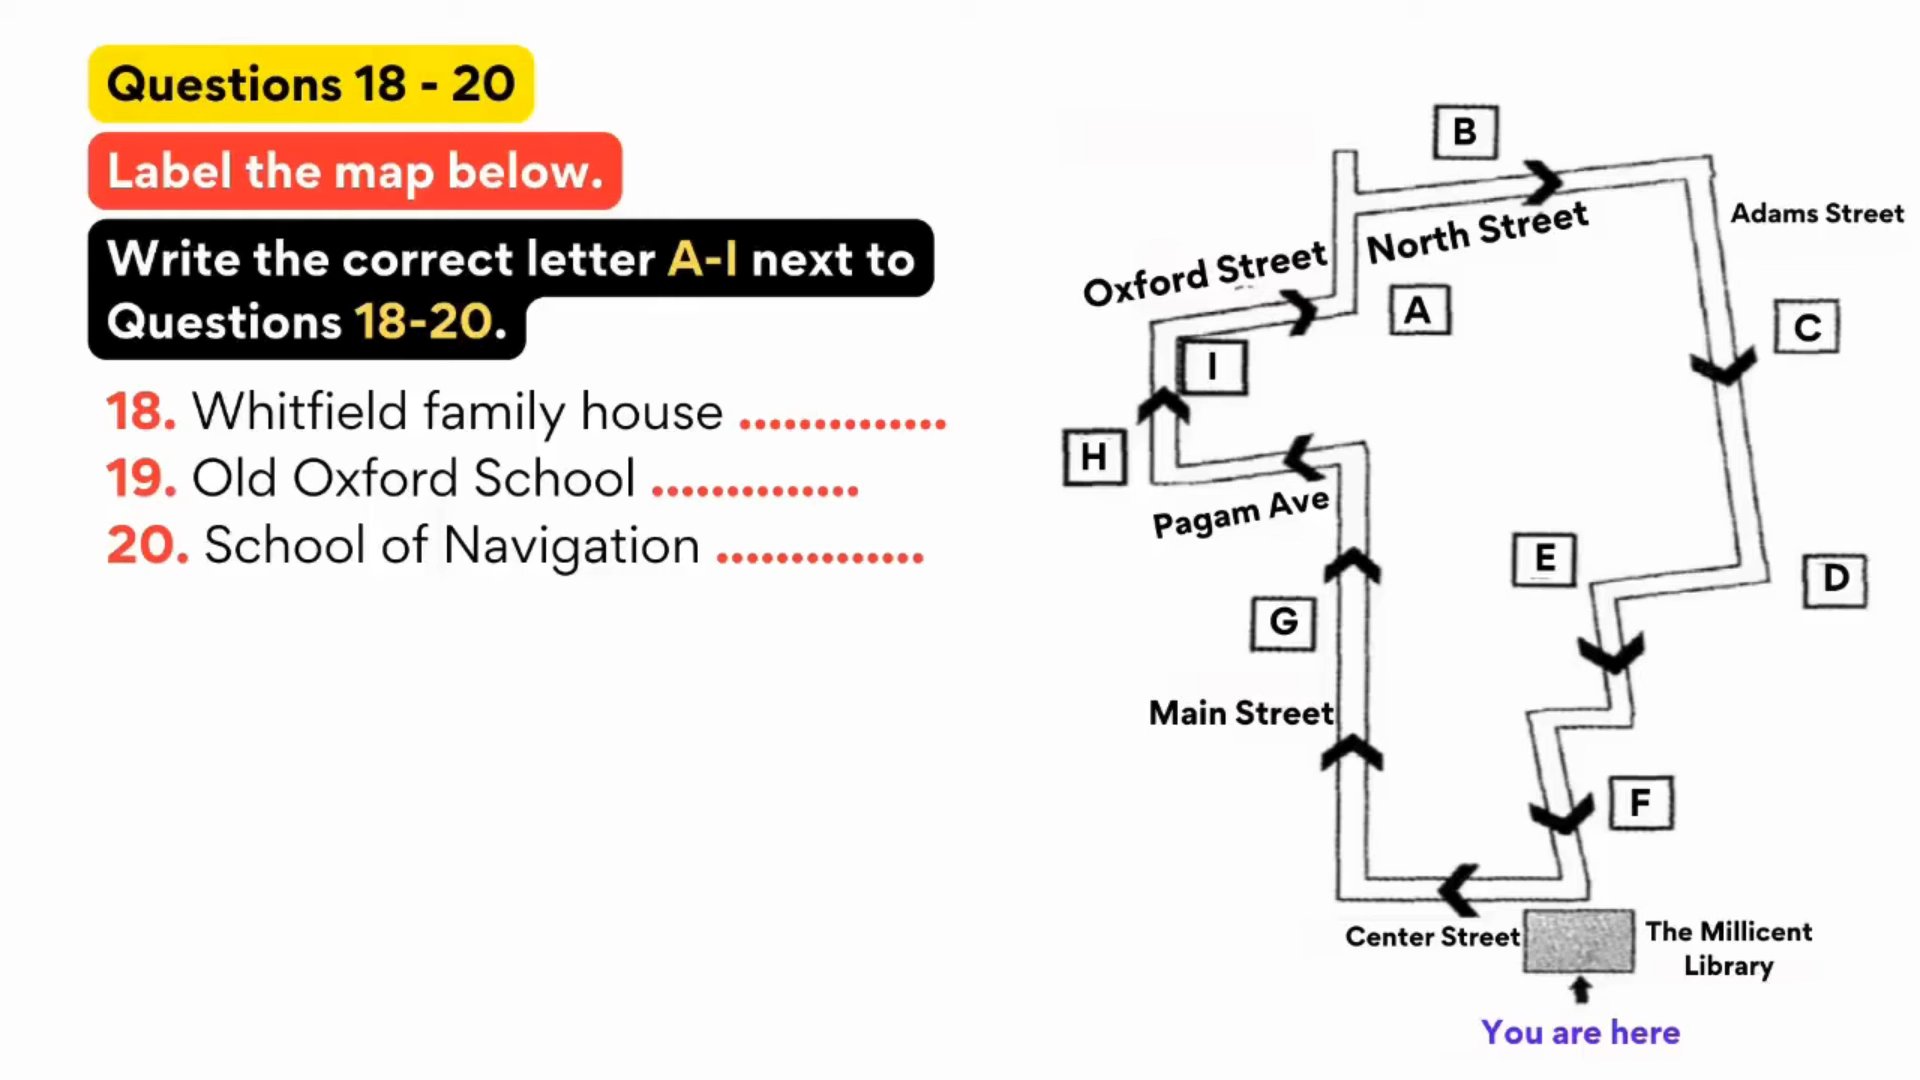 Questions 18 - 20
Label the map below.
Write the correct letter A-I next to
Questions 18-20.
18. Whitfield family house ..............
19. Old Oxford School ..............
20. School of Navigation ..............
B
Adams Street
North Street
Oxford Street
A
C
I
H
Pagam Ave
E
D
G
Main Street
F
Center Street
The Millicent
Library
You are here